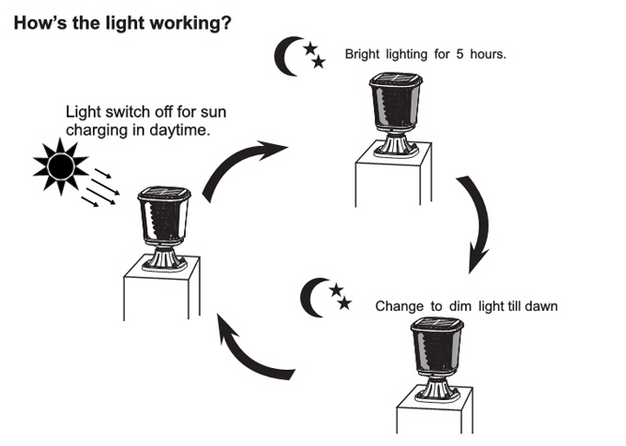 How's the light working?
Bright lighting for 5 hours.
Light switch off for sun
charging in daytime.
Change to dim light till dawn